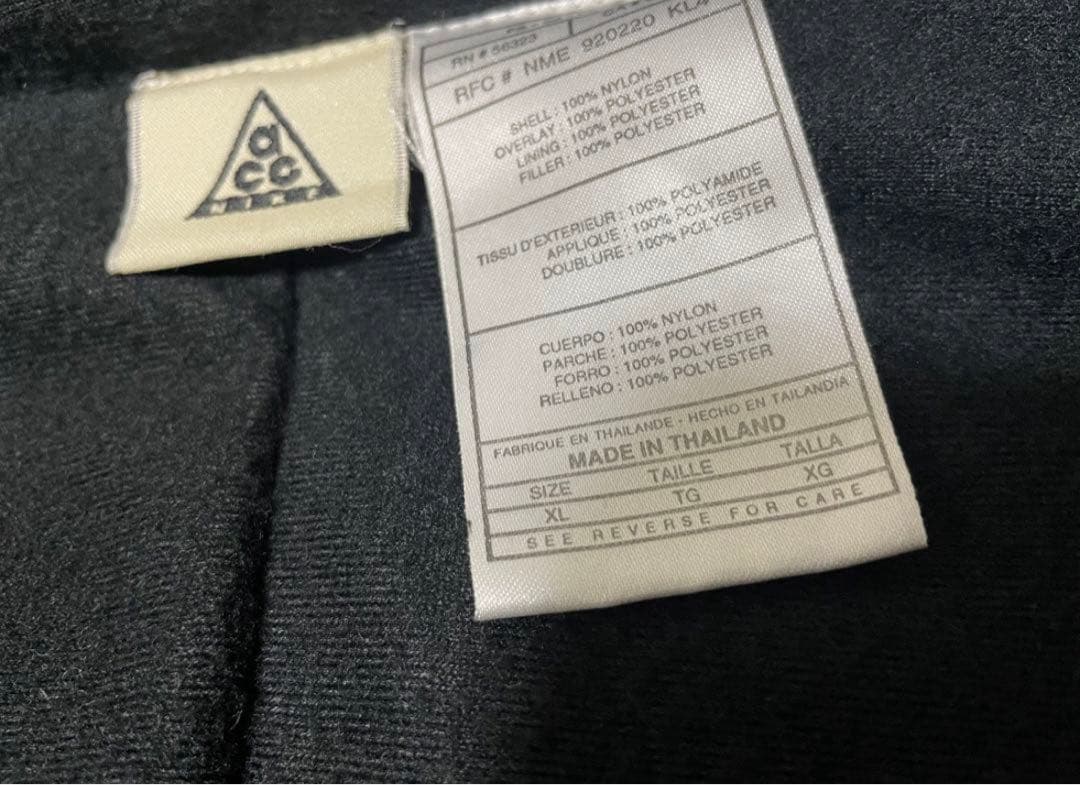 a
CCG
NIKE
RN # 56323
RFC # NME 920220 KL4
SHELL : 100% NYLON
OVERLAY : 100% POLYESTER
LINING : 100% POLYESTER
FILLER : 100% POLYESTER
TISSU D'EXTERIEUR : 100% POLYAMIDE
APPLIQUE : 100% POLYESTER
DOUBLURE : 100% POLYESTER
CUERPO : 100% NYLON
PARCHE : 100% POLYESTER
FORRO : 100% POLYESTER
RELLENO : 100% POLYESTER
FABRIQUE EN THAILANDE · HECHO EN TAILANDIA
MADE IN THAILAND
SIZE TAILLE TALLA
XL TG XG
SEE REVERSE FOR CARE